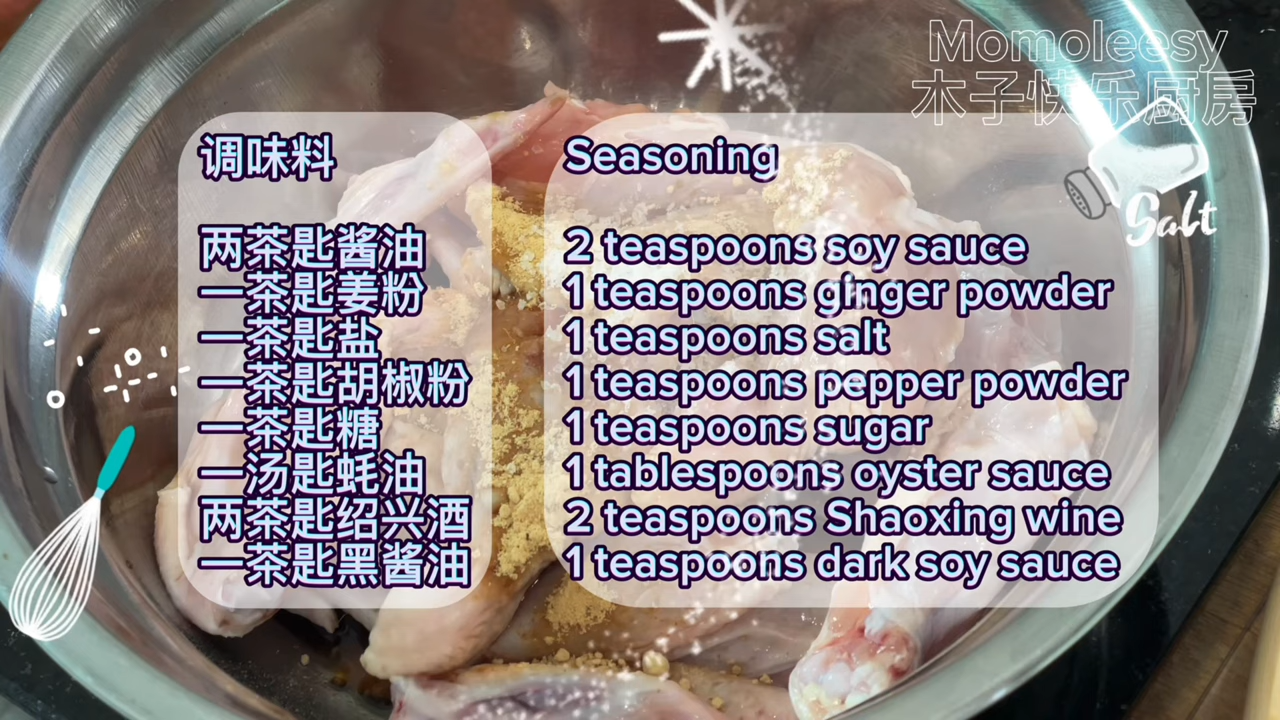 Momoleesy
木子快乐厨房
Salt
调味料
两茶匙酱油
一茶匙姜粉
一茶匙盐
一茶匙胡椒粉
一茶匙糖
一汤匙蚝油
两茶匙绍兴酒
一茶匙黑酱油
Seasoning
2 teaspoons soy sauce
1 teaspoons ginger powder
1 teaspoons salt
1 teaspoons pepper powder
1 teaspoons sugar
1 tablespoons oyster sauce
2 teaspoons Shaoxing wine
1 teaspoons dark soy sauce